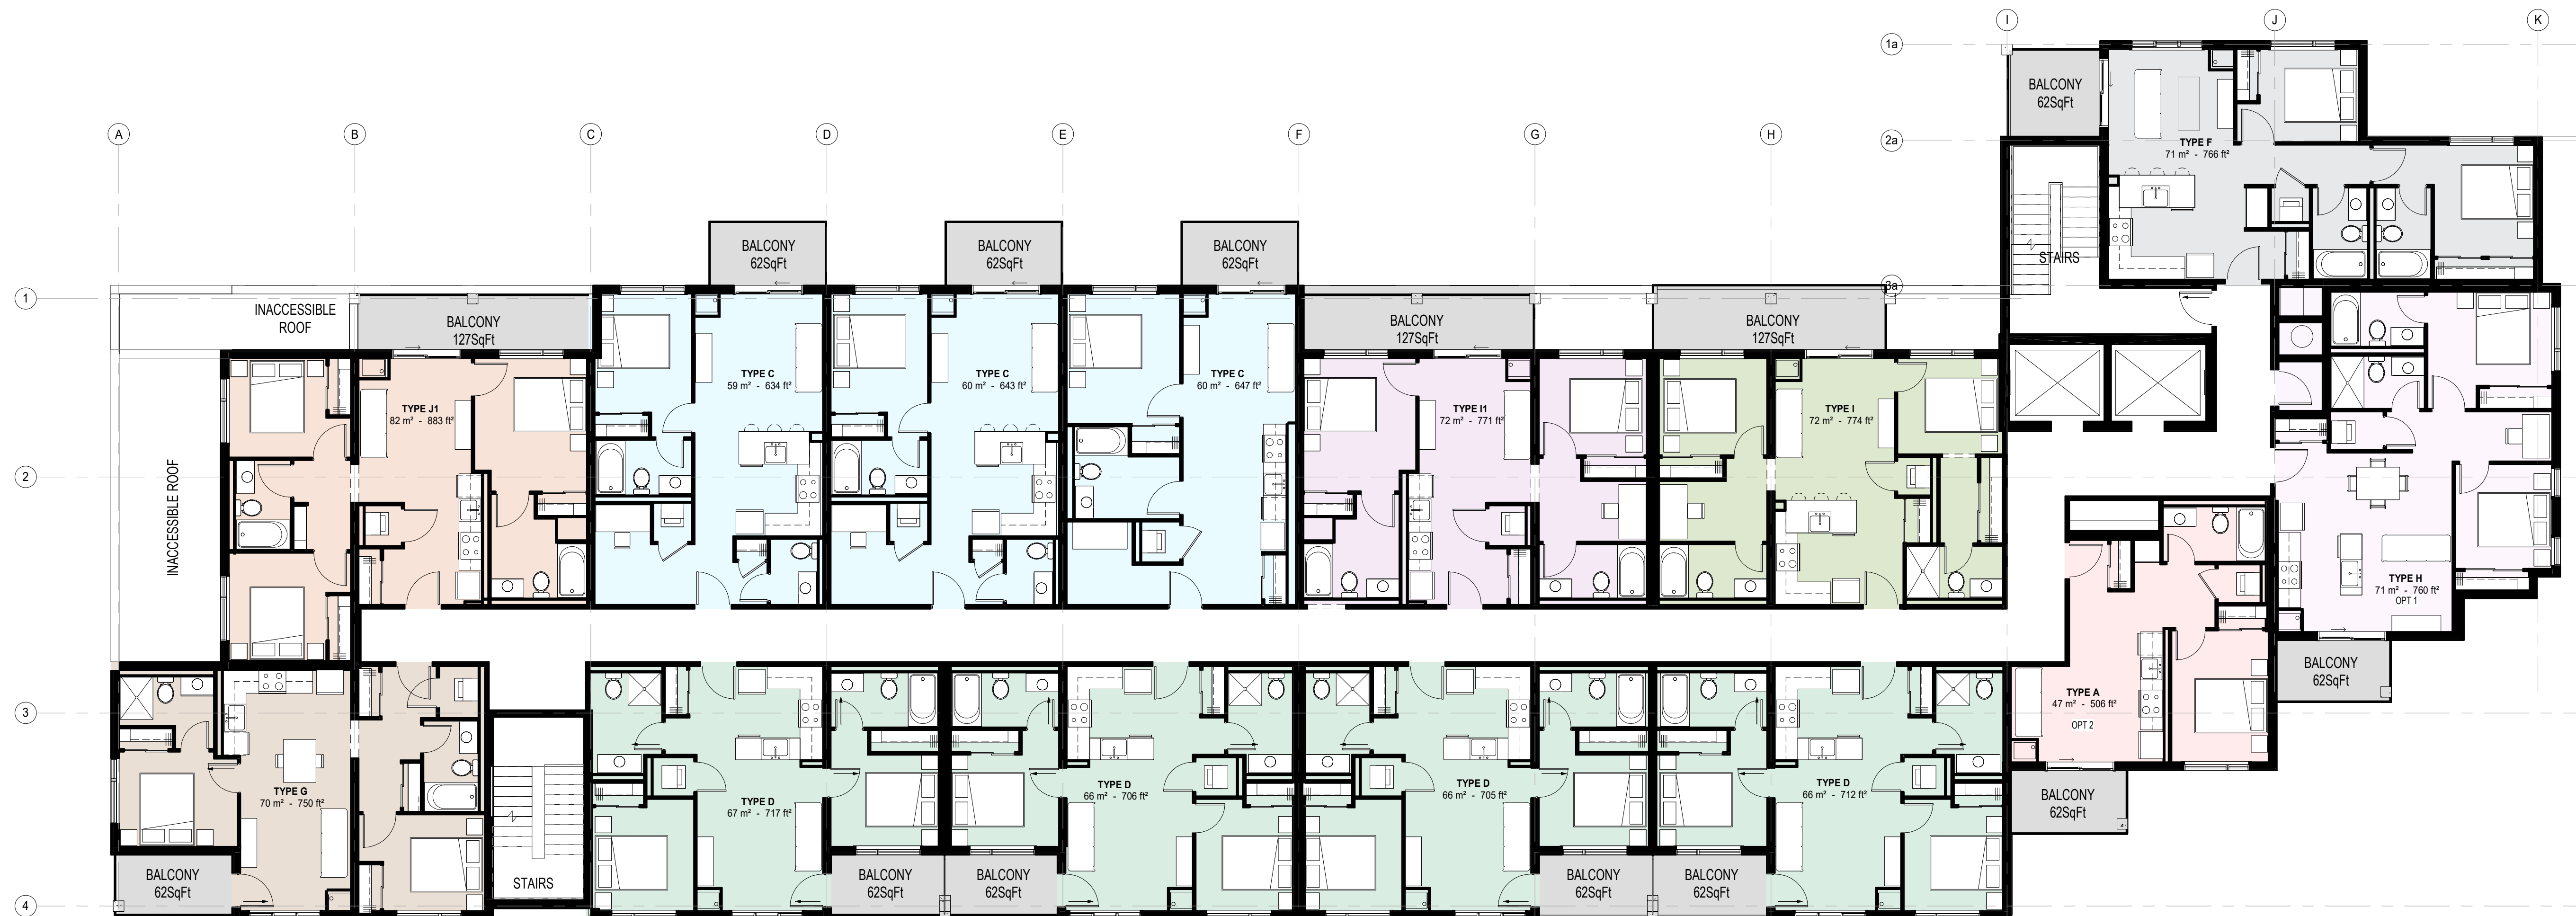 I
J
K
1a
BALCONY
62SqFt
A
B
C
D
E
F
G
H
2a
TYPE F
71 m² - 766 ft²
STAIRS
BALCONY
62SqFt
BALCONY
62SqFt
BALCONY
62SqFt
3a
1
INACCESSIBLE
ROOF
BALCONY
127SqFt
BALCONY
127SqFt
BALCONY
127SqFt
TYPE J1
82 m² - 883 ft²
TYPE C
59 m² - 634 ft²
TYPE C
60 m² - 643 ft²
TYPE C
60 m² - 647 ft²
TYPE I1
72 m² - 771 ft²
TYPE I
72 m² - 774 ft²
2
INACCESSIBLE ROOF
TYPE H
71 m² - 760 ft²
OPT 1
BALCONY
62SqFt
3
TYPE A
47 m² - 506 ft²
OPT 2
TYPE G
70 m² - 750 ft²
TYPE D
67 m² - 717 ft²
TYPE D
66 m² - 706 ft²
TYPE D
66 m² - 705 ft²
TYPE D
66 m² - 712 ft²
BALCONY
62SqFt
4
BALCONY
62SqFt
STAIRS
BALCONY
62SqFt
BALCONY
62SqFt
BALCONY
62SqFt
BALCONY
62SqFt